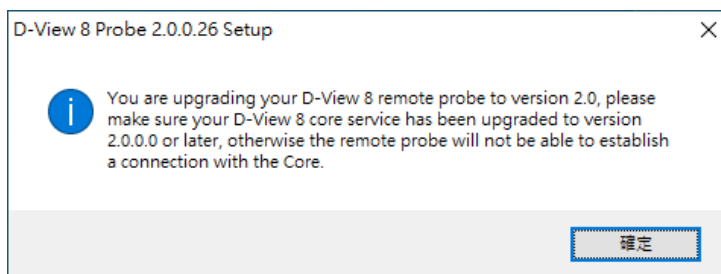 D-View 8 Probe 2.0.0.26 Setup
You are upgrading your D-View 8 remote probe to version 2.0, please
make sure your D-View 8 core service has been upgraded to version
2.0.0.0 or later, otherwise the remote probe will not be able to establish
a connection with the Core.
確定